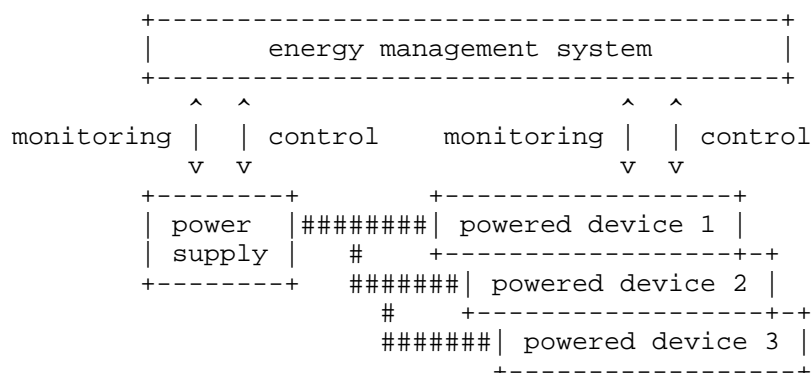 energy management system
monitoring control monitoring control
power powered device 1
supply
powered device 2
powered device 3